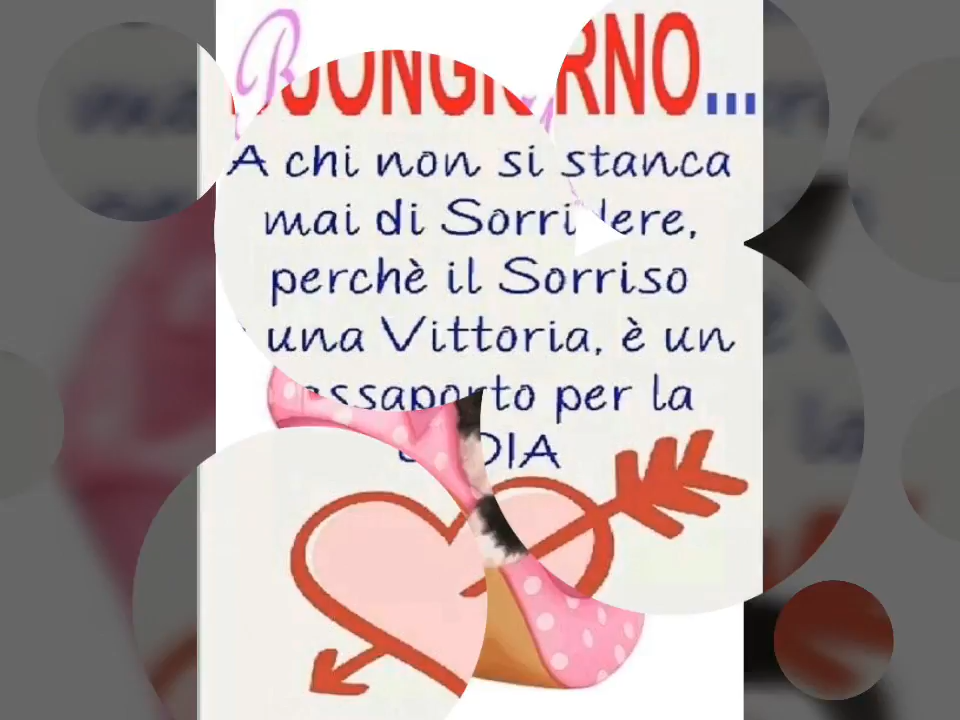 BUONGIORNO...
A chi non si stanca
mai di Sorridere,
perchè il Sorriso
una Vittoria, è un
passaporto per la